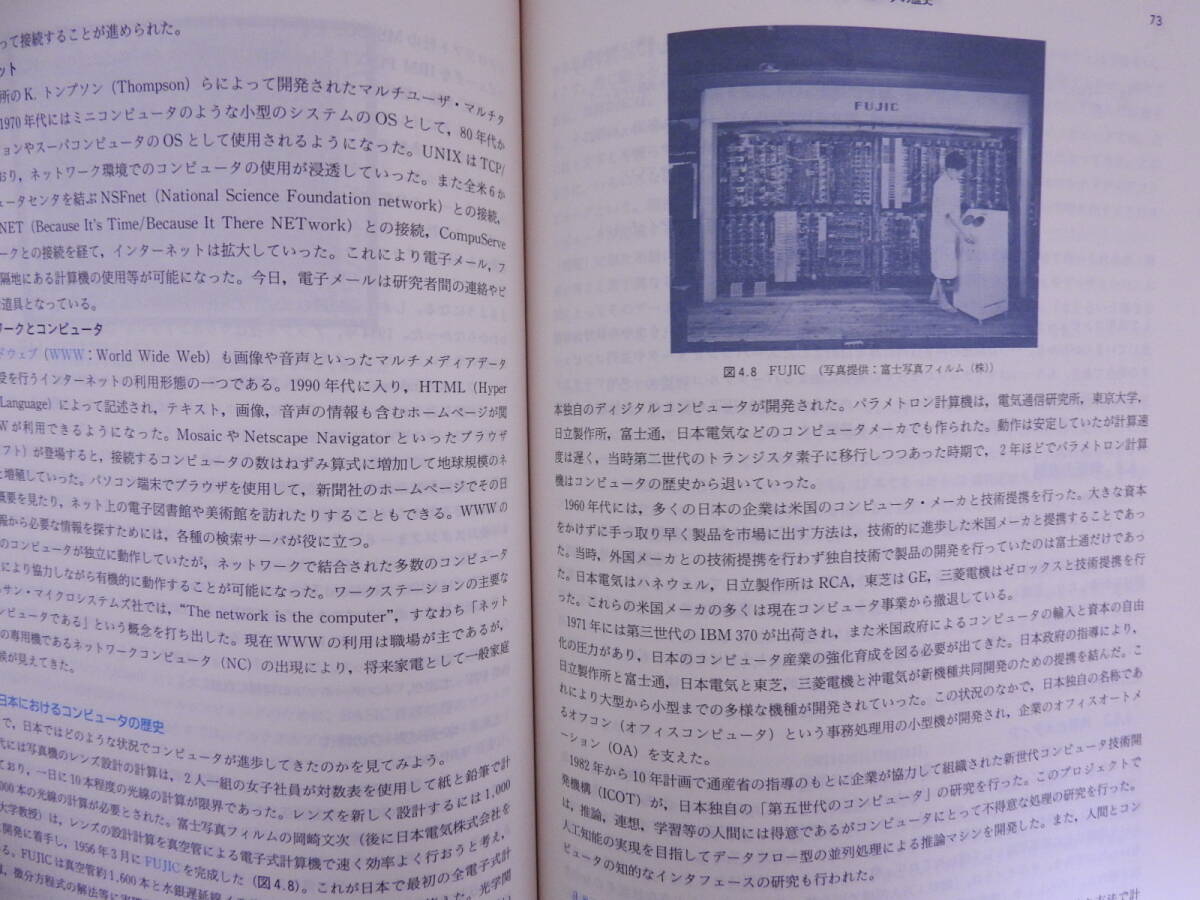 って接続することが進められた。
ット
所のK. トンプソン（Thompson）らによって開発されたマルチユーザ・マルチタ
1970年代にはミニコンピュータのような小型のシステムのOSとして，80年代か
ョンやスーパコンピュータのOSとして使用されるようになった。UNIXはTCP/
おり，ネットワーク環境でのコンピュータの使用が浸透していった。また全米6か
ュータセンタを結ぶNSFnet（National Science Foundation network）との接続，
NET（Because It's Time/Because It There NETwork）との接続，CompuServe
ークとの接続を経て，インターネットは拡大していった。これにより電子メール，フ
隔地にある計算機の使用等が可能になった。今日，電子メールは研究者間の連絡やビ
道具となっている。
ワークとコンピュータ
ドウェブ（WWW：World Wide Web）も画像や音声といったマルチメディアデータ
受を行うインターネットの利用形態の一つである。1990年代に入り，HTML（Hyper
Language）によって記述され，テキスト，画像，音声の情報も含むホームページが閲
Wが利用できるようになった。MosaicやNetscape Navigatorといったブラウザ
フト）が登場すると，接続するコンピュータの数はねずみ算式に増加して地球規模のネ
と増殖していった。パソコン端末でブラウザを使用して，新聞社のホームページでその日
概要を見たり，ネット上の電子図書館や美術館を訪れたりすることもできる。WWWの
報から必要な情報を探すためには，各種の検索サーバが役に立つ。
のコンピュータが独立に動作していたが，ネットワークで結合された多数のコンピュータ
により協力しながら有機的に動作することが可能になった。ワークステーションの主要な
サン・マイクロシステムズ社では，“The network is the computer”，すなわち「ネット
ンピュータである」という概念を打ち出した。現在WWWの利用は職場が主であるが，
の専用機であるネットワークコンピュータ（NC）の出現により，将来家電として一般家庭
候が見えてきた。
日本におけるコンピュータの歴史
で，日本ではどのような状況でコンピュータが進歩してきたのかを見てみよう。
代には写真機のレンズ設計の計算は，2人一組の女子社員が対数表を使用して紙と鉛筆で計
ており，一日に10本程度の光線の計算が限界であった。レンズを新しく設計するには1,000
000本の光線の計算が必要とされた。富士写真フイルムの岡崎文次（後に日本電気株式会社を
大学教授）は，レンズの設計計算を真空管による電子式計算機で速く効率よく行おうと考え，
開発に着手し，1956年3月にFUJICを完成した（図4.8）。これが日本で最初の全電子式計
る。FUJICは真空管約1,600本と水銀遅延線
，微分方程式の解法等に
の歴史
73
FUJIC
図4.8 FUJIC （写真提供：富士写真フイルム（株））
本独自のディジタルコンピュータが開発された。パラメトロン計算機は，電気通信研究所，東京大学，
日立製作所，富士通，日本電気などのコンピュータメーカでも作られた。動作は安定していたが計算速
度は遅く，当時第二世代のトランジスタ素子に移行しつつあった時期で，2年ほどでパラメトロン計算
機はコンピュータの歴史から退いていった。
1960年代には，多くの日本の企業は米国のコンピュータ・メーカと技術提携を行った。大きな資本
をかけずに手っ取り早く製品を市場に出す方法は，技術的に進歩した米国メーカと提携することであっ
た。当時，外国メーカとの技術提携を行わず独自技術で製品の開発を行っていたのは富士通だけであっ
た。日本電気はハネウェル，日立製作所はRCA，東芝はGE，三菱電機はゼロックスと技術提携を行
った。これらの米国メーカの多くは現在コンピュータ事業から撤退している。
1971年には第三世代のIBM 370が出荷され，また米国政府によるコンピュータの輸入と資本の自由
化の圧力があり，日本のコンピュータ産業の強化育成を図る必要が出てきた。日本政府の指導により，
日立製作所と富士通，日本電気と東芝，三菱電機と沖電気が新機種共同開発のための提携を結んだ。こ
れにより大型から小型までの多様な機種が開発されていった。この状況のなかで，日本独自の名称であ
るオフコン（オフィスコンピュータ）という事務処理用の小型機が開発され，企業のオフィスオートメ
ーション（OA）を支えた。
1982年から10年計画で通産省の指導のもとに企業が協力して組織された新世代コンピュータ技術開
発機構（ICOT）が，日本独自の「第五世代のコンピュータ」の研究を行った。このプロジェクトで
は，推論，連想，学習等の人間には得意であるがコンピュータにとって不得意な処理の研究を行った。
人工知能の実現を目指してデータフロー型の並列処理による推論マシンを開発した。また，人間とコン
ピュータの知的なインタフェースの研究も行われた。